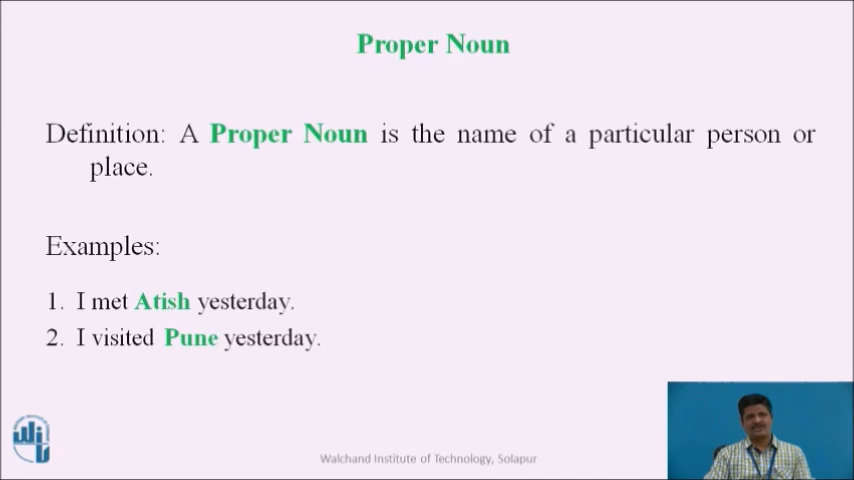 Proper Noun
Definition: A Proper Noun is the name of a particular person or
place.
Examples:
1. I met Atish yesterday.
2. I visited Pune yesterday.
Walchand Institute of Technology, Solapur